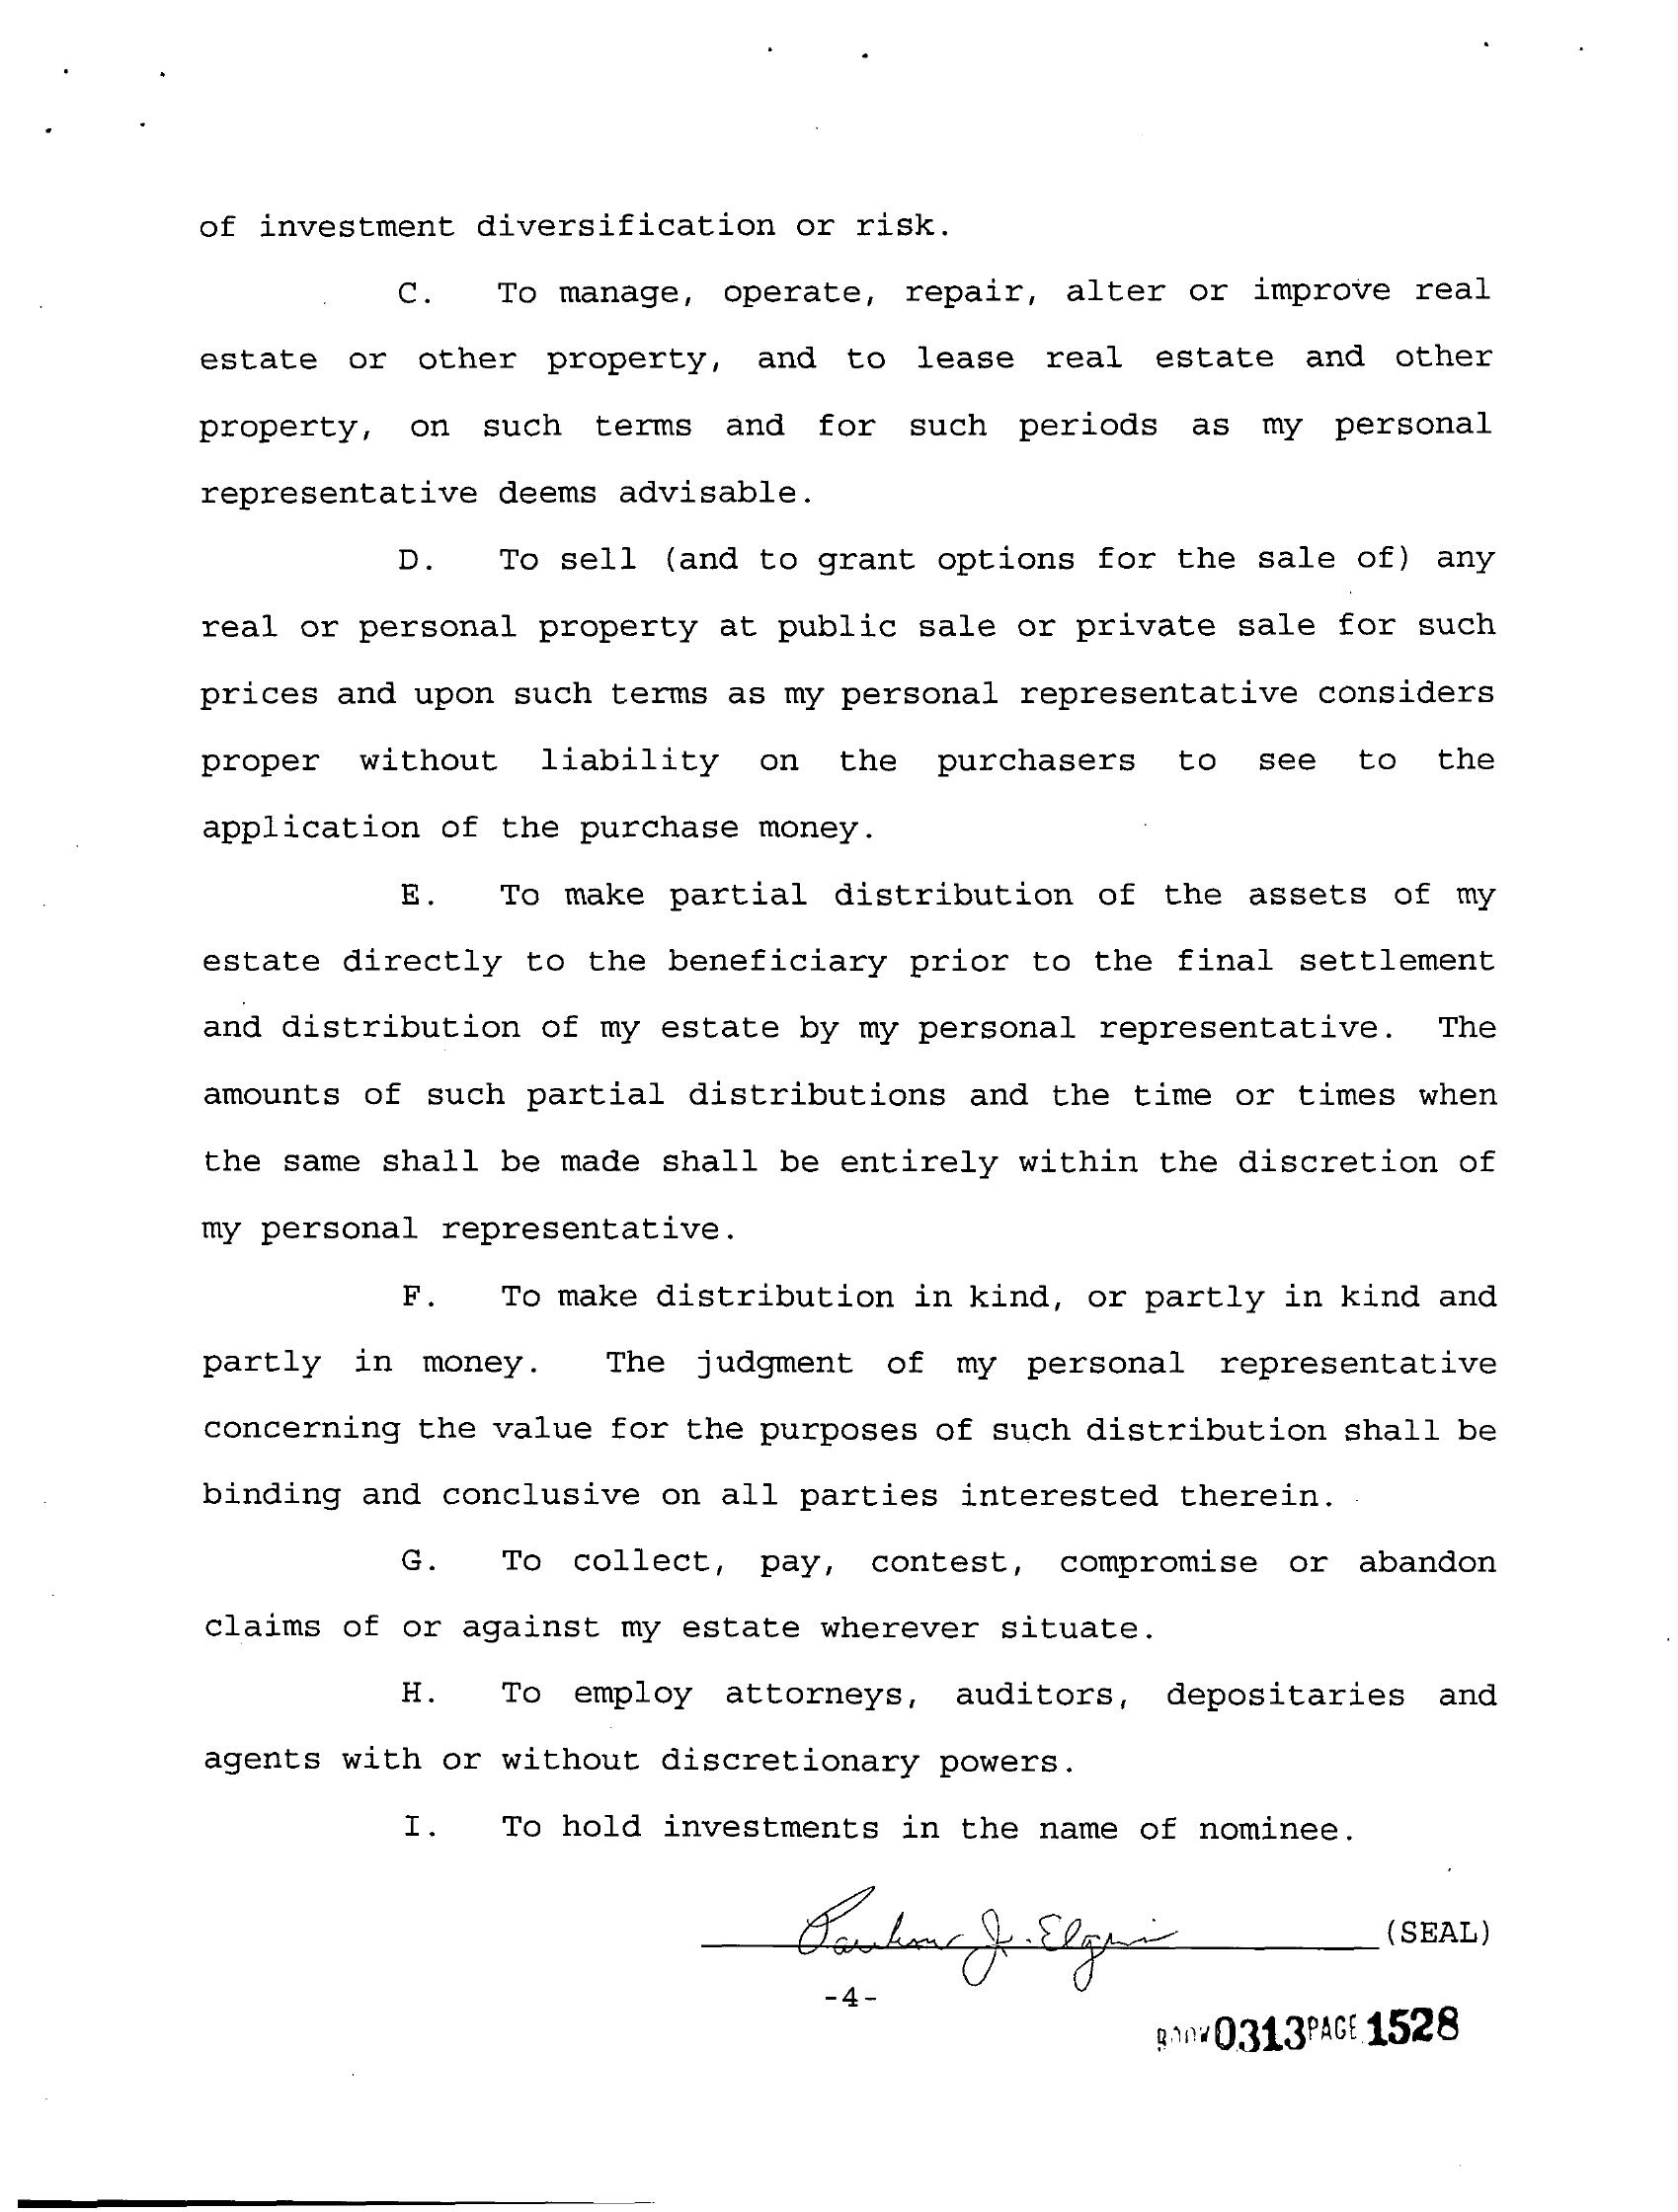 of investment diversification or risk.
C. To manage, operate, repair, alter or improve real
estate or other property, and to lease real estate and other
property, on such terms and for such periods as my personal
representative deems advisable.
D. To sell (and to grant options for the sale of) any
real or personal property at public sale or private sale for such
prices and upon such terms as my personal representative considers
proper without liability on the purchasers to see to the
application of the purchase money.
E. To make partial distribution of the assets of my
estate directly to the beneficiary prior to the final settlement
and distribution of my estate by my personal representative. The
amounts of such partial distributions and the time or times when
the same shall be made shall be entirely within the discretion of
my personal representative.
F. To make distribution in kind, or partly in kind and
partly in money. The judgment of my personal representative
concerning the value for the purposes of such distribution shall be
binding and conclusive on all parties interested therein.
G. To collect, pay, contest, compromise or abandon
claims of or against my estate wherever situate.
H. To employ attorneys, auditors, depositaries and
agents with or without discretionary powers.
I. To hold investments in the name of nominee.
J. Elgin (SEAL)
-4-
BOOK 0313 PAGE 1528